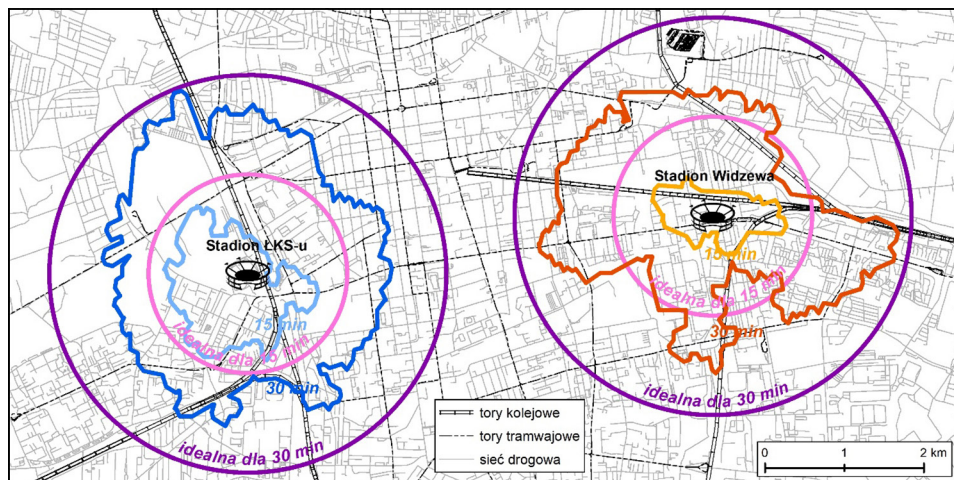 Stadion ŁKS-u
15 min
idealna dla 15 min
30 min
idealna dla 30 min
Stadion Widzewa
15 min
idealna dla 15 min
30 min
idealna dla 30 min
tory kolejowe
tory tramwajowe
sieć drogowa
0 1 2 km